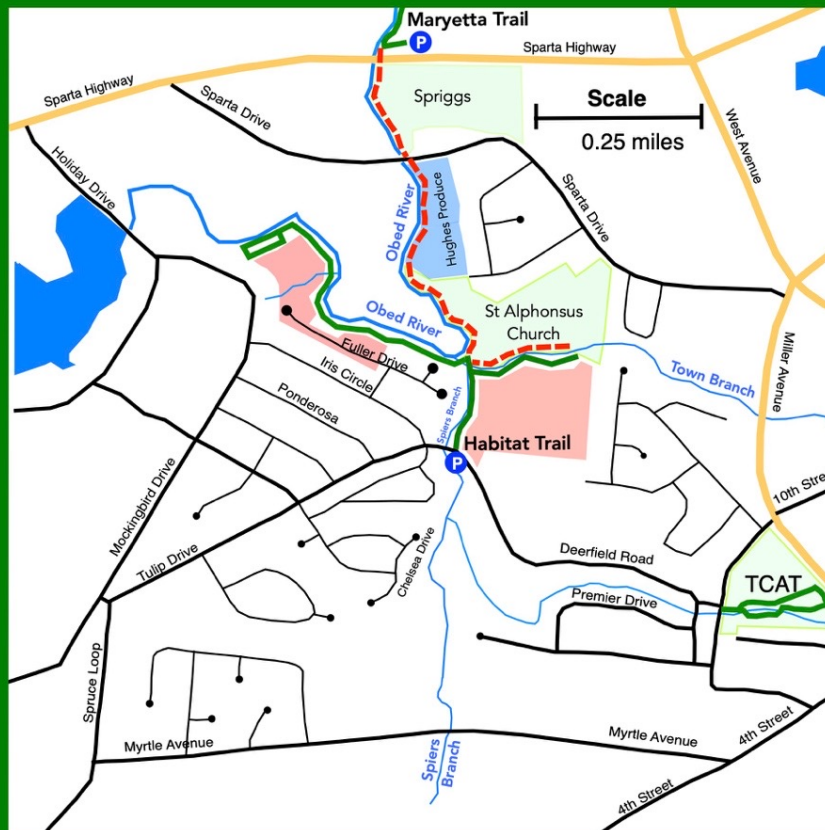 Maryetta Trail
P
Sparta Highway
Sparta Highway
Spriggs
Scale
0.25 miles
West Avenue
Sparta Drive
Holiday Drive
Obed River
Hughes Produce
Sparta Drive
St Alphonsus
Church
Obed River
Fuller Drive
Iris Circle
Ponderosa
Spiers Branch
Town Branch
Miller Avenue
Habitat Trail
P
10th Stre
Mockingbird Drive
Tulip Drive
Chelsea Drive
Deerfield Road
Premier Drive
TCAT
Spruce Loop
Myrtle Avenue
Myrtle Avenue
Spiers
Branch
4th Street
4th Street